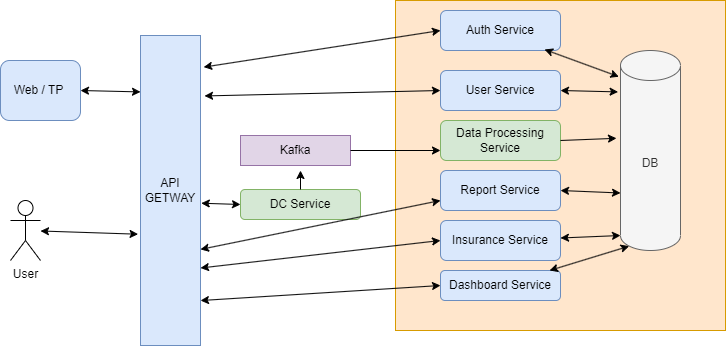 Auth Service
Web / TP
User Service
Data Processing
Service
Kafka
DB
API
GETWAY
Report Service
DC Service
Insurance Service
User
Dashboard Service